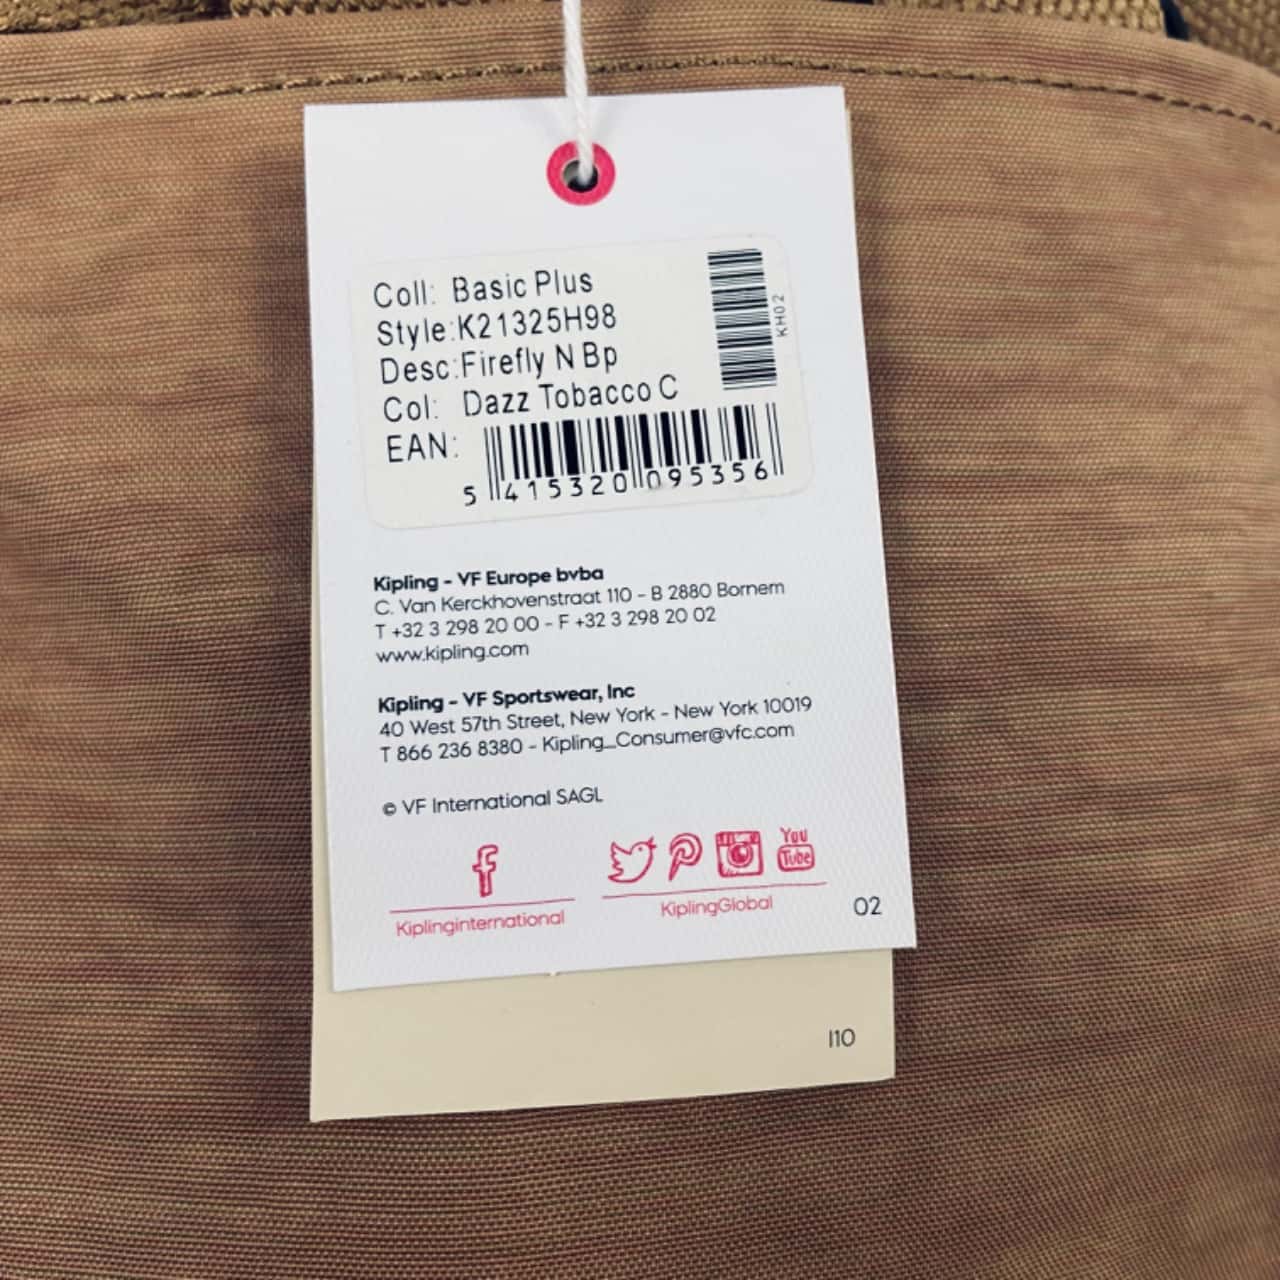 Coll: Basic Plus
Style:K21325H98
Desc:Firefly N Bp
Col: Dazz Tobacco C
EAN:
5 415320 095356
KH02
Kipling - VF Europe bvba
C. Van Kerckhovenstraat 110 - B 2880 Bornem
T +32 3 298 20 00 - F +32 3 298 20 02
www.kipling.com
Kipling - VF Sportswear, Inc
40 West 57th Street, New York - New York 10019
T 866 236 8380 - Kipling_Consumer@vfc.com
© VF International SAGL
You
Tube
Kiplinginternational
KiplingGlobal
02
I10